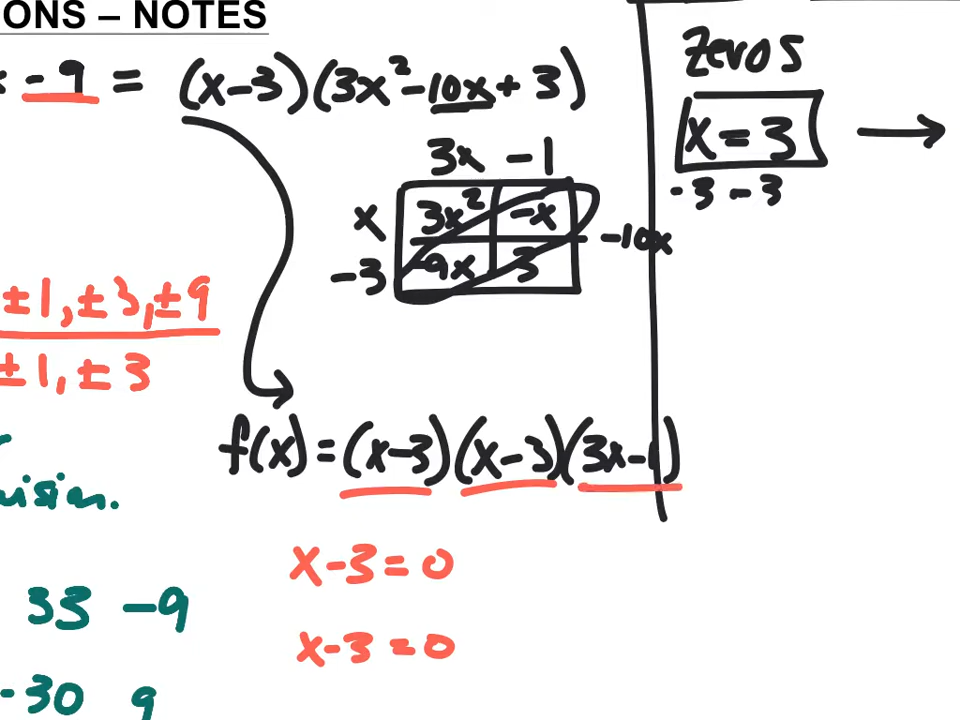 ONS – NOTES
- 9 = (x-3)(3x² - 10x + 3)
zeros
x = 3
-3 -3
3x -1
x 3x² -x
-3 -9x 3
-10x
±1, ±3, ±9
±1, ±3
f(x) = (x-3)(x-3)(3x-1)
x-3=0
33 -9
x-3=0
-30 9